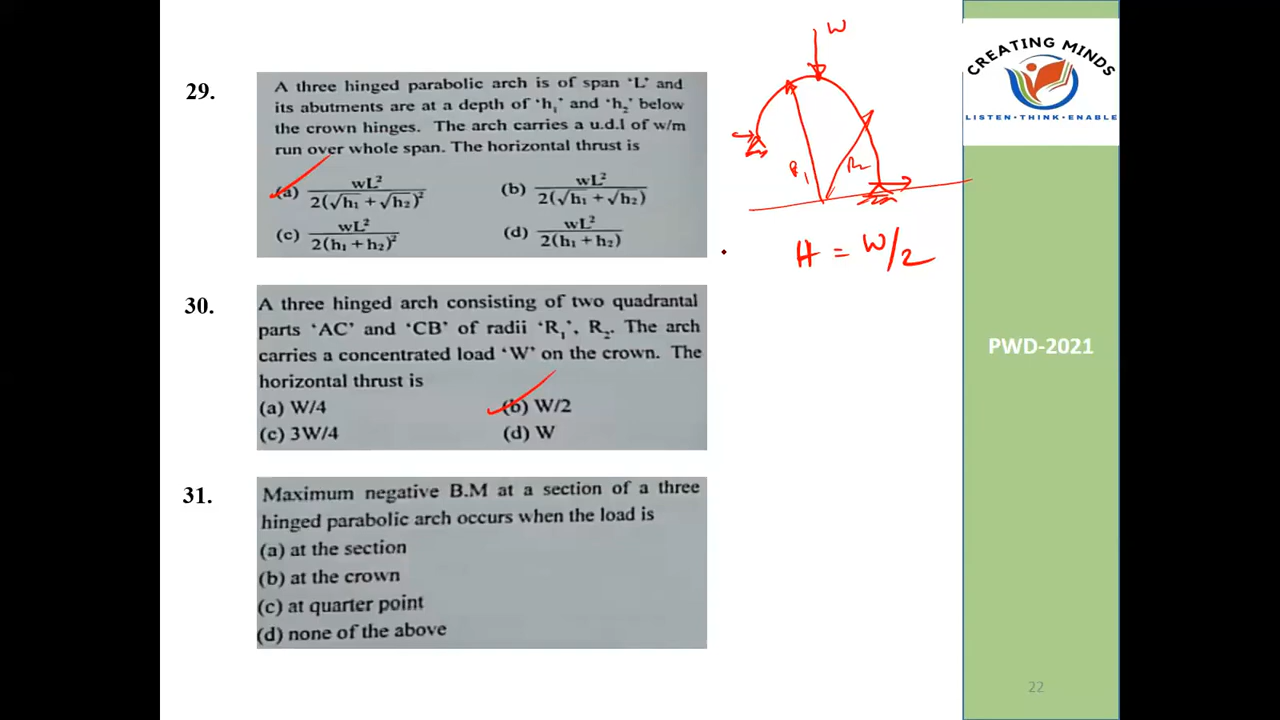 29.
A three hinged parabolic arch is of span 'L' and
its abutments are at a depth of 'h₁' and 'h₂' below
the crown hinges. The arch carries a u.d.l of w/m
run over whole span. The horizontal thrust is
(a) wL² / 2(√h₁ + √h₂)² (b) wL² / 2(√h₁ + √h₂)
(c) wL² / 2(h₁ + h₂)² (d) wL² / 2(h₁ + h₂)
30.
A three hinged arch consisting of two quadrantal
parts 'AC' and 'CB' of radii 'R₁', R₂. The arch
carries a concentrated load 'W' on the crown. The
horizontal thrust is
(a) W/4 (b) W/2
(c) 3W/4 (d) W
31.
Maximum negative B.M at a section of a three
hinged parabolic arch occurs when the load is
(a) at the section
(b) at the crown
(c) at quarter point
(d) none of the above
W
R₁ R₂
H = W/2
CREATING MINDS
LISTEN • THINK • ENABLE
PWD-2021
22